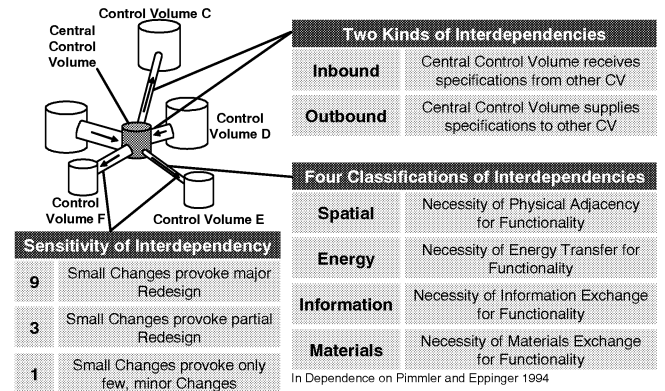 Control Volume C
Central
Control
Volume
Control
Volume D
Control
Volume F
Control Volume E
Two Kinds of Interdependencies
Inbound
Central Control Volume receives
specifications from other CV
Outbound
Central Control Volume supplies
specifications to other CV
Four Classifications of Interdependencies
Spatial
Necessity of Physical Adjacency
for Functionality
Energy
Necessity of Energy Transfer for
Functionality
Information
Necessity of Information Exchange
for Functionality
Materials
Necessity of Materials Exchange
for Functionality
In Dependence on Pimmler and Eppinger 1994
Sensitivity of Interdependency
9
Small Changes provoke major
Redesign
3
Small Changes provoke partial
Redesign
1
Small Changes provoke only
few, minor Changes